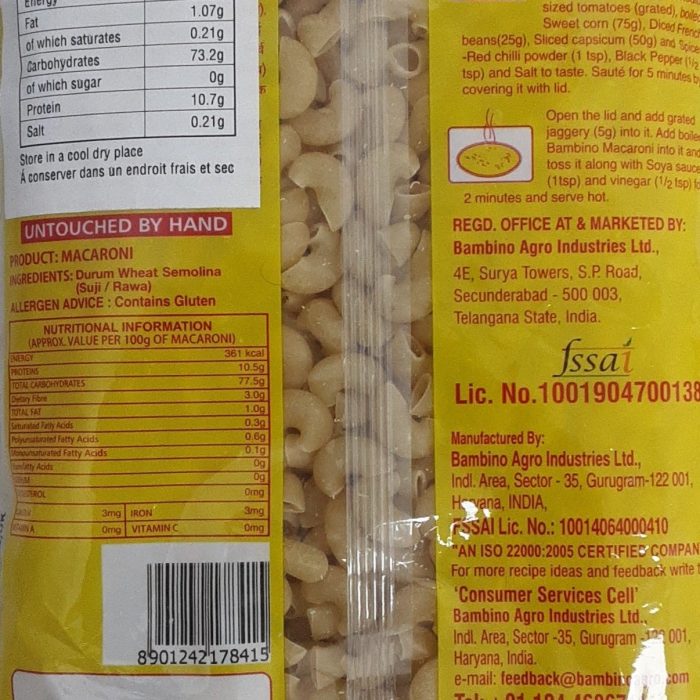 Energy
Fat 1.07g
of which saturates 0.21g
Carbohydrates 73.2g
of which sugar 0g
Protein 10.7g
Salt 0.21g
Store in a cool dry place
À conserver dans un endroit frais et sec
UNTOUCHED BY HAND
PRODUCT: MACARONI
INGREDIENTS: Durum Wheat Semolina
(Suji / Rawa)
ALLERGEN ADVICE : Contains Gluten
NUTRITIONAL INFORMATION
(APPROX. VALUE PER 100g OF MACARONI)
ENERGY 361 kcal
PROTEINS 10.5g
TOTAL CARBOHYDRATES 77.5g
Dietary Fibre 3.0g
TOTAL FAT 1.0g
Saturated Fatty Acids 0.3g
Polyunsaturated Fatty Acids 0.6g
Monounsaturated Fatty Acids 0.1g
Fatty Acids 0g
0g
0mg
3mg IRON 3mg
0mg VITAMIN C 0mg
8901242178415
sized tomatoes (grated),
Sweet corn (75g), Diced French
beans(25g), Sliced capsicum (50g) and
-Red chilli powder (1 tsp), Black Pepper (1/2
tsp) and Salt to taste. Sauté for 5 minutes
covering it with lid.
Open the lid and add grated
jaggery (5g) into it. Add
Bambino Macaroni into it and
toss it along with Soya sauce
(1tsp) and vinegar (1/2 tsp)
2 minutes and serve hot.
REGD. OFFICE AT & MARKETED BY:
Bambino Agro Industries Ltd.,
4E, Surya Towers, S.P. Road,
Secunderabad - 500 003,
Telangana State, India.
fssai
Lic. No.1001904700138
Manufactured By:
Bambino Agro Industries Ltd.,
Indl. Area, Sector - 35, Gurugram-122 001,
Haryana, INDIA,
FSSAI Lic. No.: 10014064000410
"AN ISO 22000:2005 CERTIFIED COMPAN
For more recipe ideas and feedback write
'Consumer Services Cell'
Bambino Agro Industries Ltd.,
Indl. Area, Sector -35, Gurugram -122 001,
Haryana, India.
e-mail: feedback@bambinoagro.com